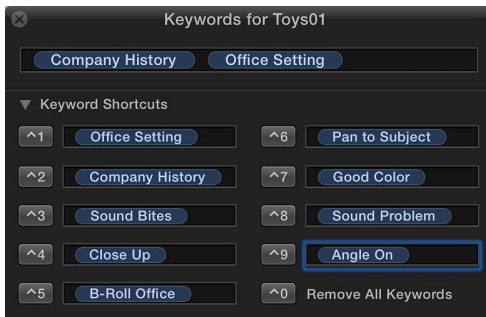 Keywords for Toys01
Company History Office Setting
Keyword Shortcuts
^1 Office Setting ^6 Pan to Subject
^2 Company History ^7 Good Color
^3 Sound Bites ^8 Sound Problem
^4 Close Up ^9 Angle On
^5 B-Roll Office ^0 Remove All Keywords